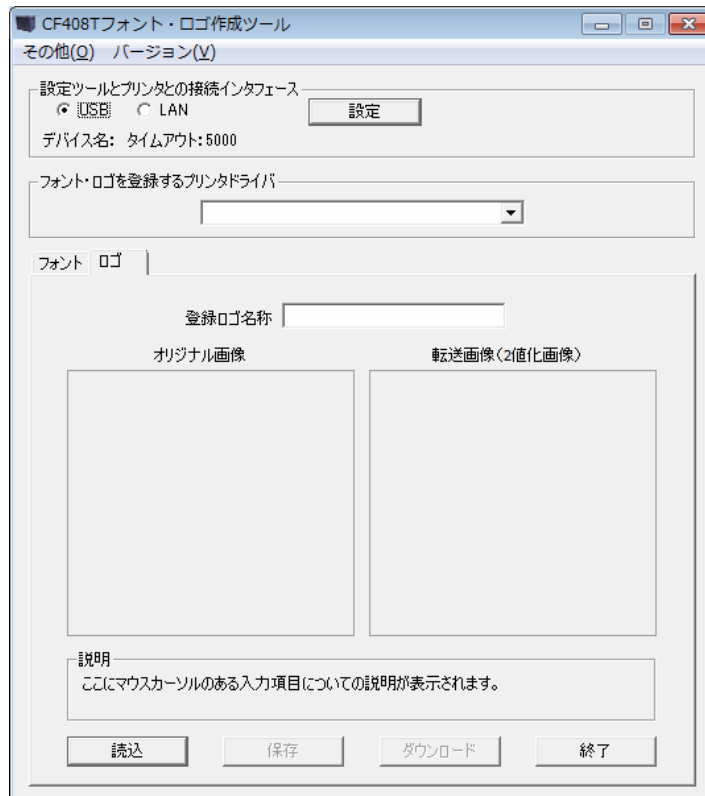 CF408Tフォント・ロゴ作成ツール
その他(O) バージョン(V)
設定ツールとプリンタとの接続インタフェース
USB LAN 設定
デバイス名: タイムアウト:5000
フォント・ロゴを登録するプリンタドライバ
フォント ロゴ
登録ロゴ名称
オリジナル画像 転送画像(2値化画像)
説明
ここにマウスカーソルのある入力項目についての説明が表示されます。
読込 保存 ダウンロード 終了